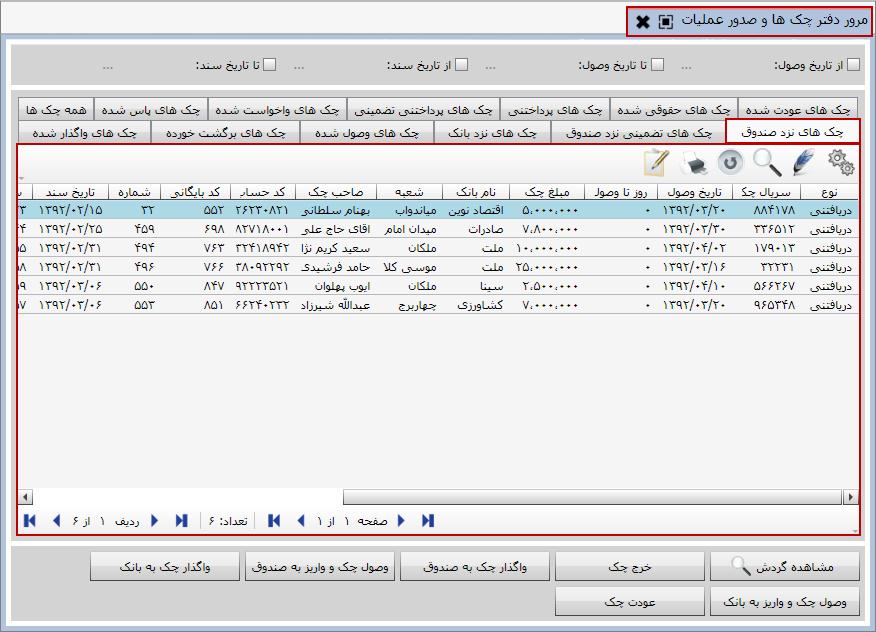 مرور دفتر چک ها و صدور عملیات
از تاریخ وصول: ... تا تاریخ وصول: ... از تاریخ سند: ... تا تاریخ سند: ...
چک های عودت شده چک های حقوقی شده چک های پرداختنی چک های پرداختنی تضمینی چک های واخواست شده چک های پاس شده همه چک ها
چک های نزد صندوق چک های تضمینی نزد صندوق چک های نزد بانک چک های وصول شده چک های برگشت خورده چک های واگذار شده
نوع سریال چک تاریخ وصول روز تا وصول مبلغ چک نام بانک شعبه صاحب چک کد حساب کد بایگانی شماره تاریخ سند
دریافتنی ۸۸۴۱۷۸ ۱۳۹۲/۰۳/۲۰ ۰ ۵،۰۰۰،۰۰۰ اقتصاد نوین میاندواب بهنام سلطانی ۲۶۲۳۰۸۲۱ ۵۵۲ ۳۲ ۱۳۹۲/۰۲/۱۵
دریافتنی ۳۳۶۵۱۲ ۱۳۹۲/۰۳/۳۰ ۰ ۷،۸۰۰،۰۰۰ صادرات میدان امام اقای حاج علی ۸۲۷۱۸۰۰۱ ۶۹۸ ۴۵۹ ۱۳۹۲/۰۲/۲۵
دریافتنی ۱۷۹۰۱۳ ۱۳۹۲/۰۴/۰۲ ۰ ۱۰،۰۰۰،۰۰۰ ملت ملکان سعید کریم نژا ۳۲۴۱۸۹۴۲ ۷۶۳ ۴۹۴ ۱۳۹۲/۰۲/۳۱
دریافتنی ۳۲۲۳۱ ۱۳۹۲/۰۳/۱۶ ۰ ۲۵،۰۰۰،۰۰۰ ملت موسی کلا حامد فرشیدی ۳۸۰۹۲۲۹۲ ۷۶۶ ۴۹۶ ۱۳۹۲/۰۲/۳۱
دریافتنی ۵۶۶۲۶۷ ۱۳۹۲/۰۴/۱۰ ۰ ۲،۵۰۰،۰۰۰ سینا ملکان ایوب پهلوان ۹۲۲۲۳۵۲۱ ۸۴۷ ۵۵۰ ۱۳۹۲/۰۳/۰۶
دریافتنی ۹۶۵۳۴۸ ۱۳۹۲/۰۳/۲۰ ۰ ۷،۰۰۰،۰۰۰ کشاورزی چهاربرج عبدالله شیرزاد ۶۶۲۴۰۲۳۲ ۸۵۱ ۵۵۳ ۱۳۹۲/۰۳/۰۶
صفحه ۱ از ۱ تعداد: ۶ ردیف ۱ از ۶
مشاهده گردش خرج چک واگذار چک به صندوق وصول چک و واریز به صندوق واگذار چک به بانک
وصول چک و واریز به بانک عودت چک